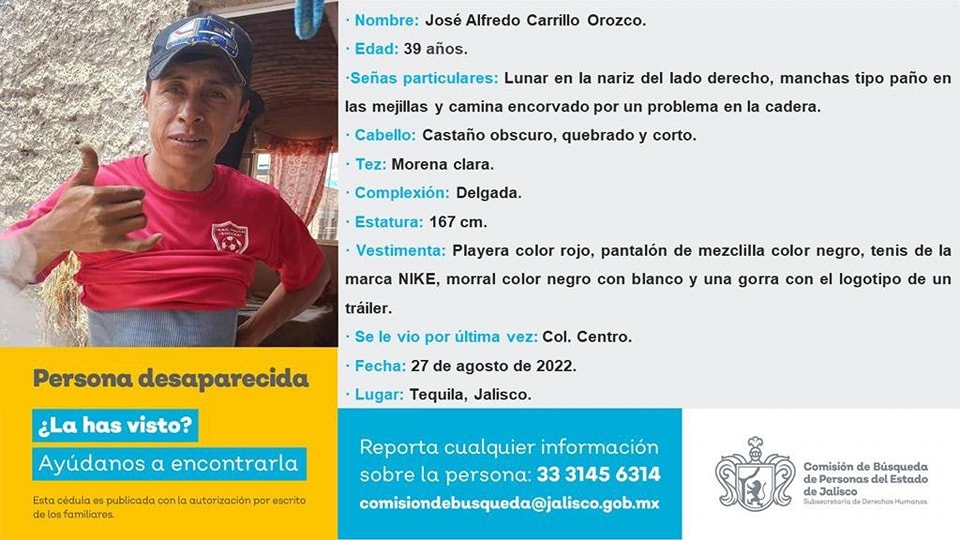 · Nombre: José Alfredo Carrillo Orozco.
· Edad: 39 años.
·Señas particulares: Lunar en la nariz del lado derecho, manchas tipo paño en
las mejillas y camina encorvado por un problema en la cadera.
· Cabello: Castaño obscuro, quebrado y corto.
· Tez: Morena clara.
· Complexión: Delgada.
· Estatura: 167 cm.
· Vestimenta: Playera color rojo, pantalón de mezclilla color negro, tenis de la
marca NIKE, morral color negro con blanco y una gorra con el logotipo de un
tráiler.
· Se le vio por última vez: Col. Centro.
· Fecha: 27 de agosto de 2022.
· Lugar: Tequila, Jalisco.
Persona desaparecida
¿La has visto?
Ayúdanos a encontrarla
Esta cédula es publicada con la autorización por escrito
de los familiares.
Reporta cualquier información
sobre la persona: 33 3145 6314
comisiondebusqueda@jalisco.gob.mx
Comisión de Búsqueda
de Personas del Estado
de Jalisco
Subsecretaría de Derechos Humanos